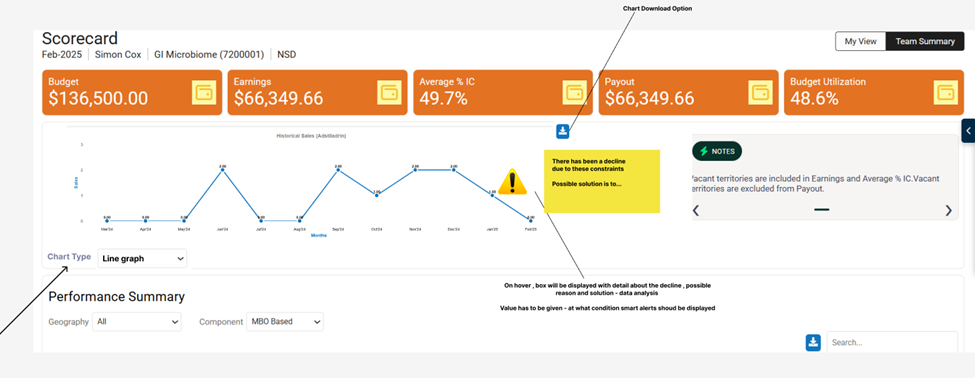 Chart Download Option
Scorecard
Feb-2025 Simon Cox GI Microbiome (7200001) NSD
My View Team Summary
Budget
$136,500.00
Earnings
$66,349.66
Average % IC
49.7%
Payout
$66,349.66
Budget Utilization
48.6%
Historical Sales (Adstiladrin)
3
2
1
0
Sales
0.00 0.00 0.00 2.00 0.00 0.00 2.00 1.00 2.00 2.00 1.00 0.00
Mar'24 Apr'24 May'24 Jun'24 Jul'24 Aug'24 Sep'24 Oct'24 Nov'24 Dec'24 Jan'25 Feb'25
Months
There has been a decline
due to these constraints
Possible solution is to...
NOTES
Vacant territories are included in Earnings and Average % IC.Vacant
territories are excluded from Payout.
Chart Type Line graph
On hover , box will be displayed with detail about the decline , possible
reason and solution - data analysis
Value has to be given - at what condition smart alerts shoud be displayed
Performance Summary
Geography All Component MBO Based
Search...